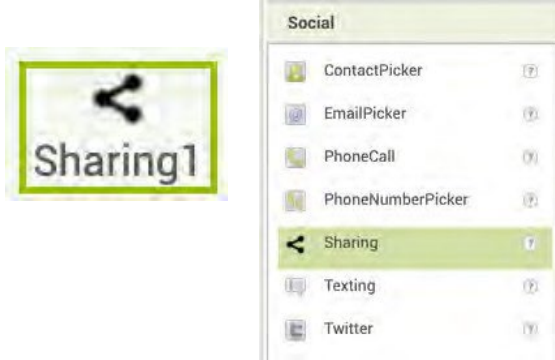 Sharing1
Social
ContactPicker
EmailPicker
PhoneCall
PhoneNumberPicker
Sharing
Texting
Twitter